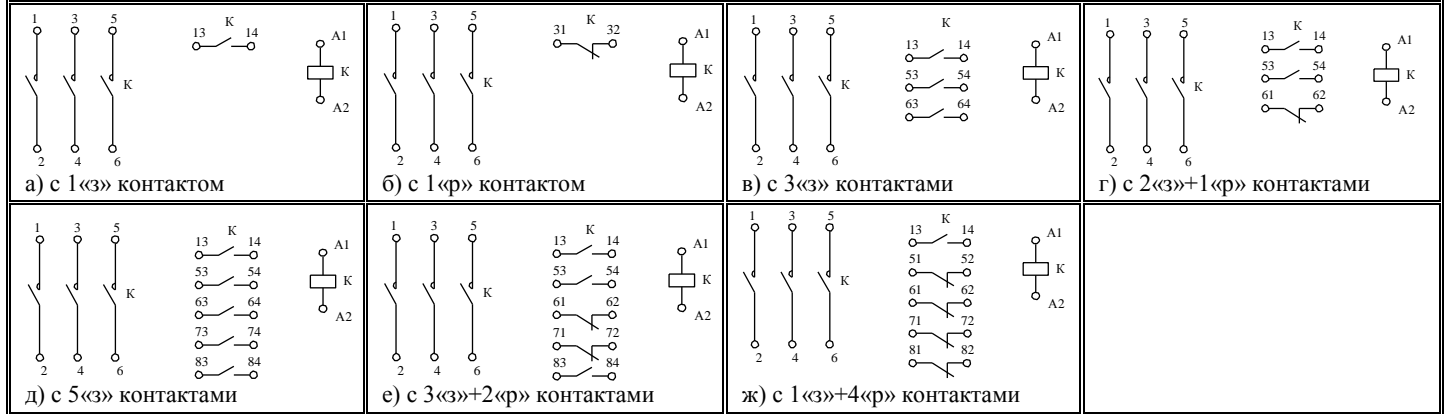 1 3 5
K
13 14
A1
K
A2
K
2 4 6
а) с 1«з» контактом
1 3 5
K
31 32
A1
K
A2
K
2 4 6
б) с 1«р» контактом
1 3 5
K
13 14
A1
K
A2
53 54
K
63 64
2 4 6
в) с 3«з» контактами
1 3 5
K
13 14
A1
K
A2
53 54
K
61 62
2 4 6
г) с 2«з»+1«р» контактами
1 3 5
K
13 14
A1
K
A2
53 54
K
63 64
73 74
83 84
2 4 6
д) с 5«з» контактами
1 3 5
K
13 14
A1
K
A2
53 54
K
61 62
71 72
83 84
2 4 6
е) с 3«з»+2«р» контактами
1 3 5
K
13 14
A1
K
A2
51 52
K
61 62
71 72
81 82
2 4 6
ж) с 1«з»+4«р» контактами